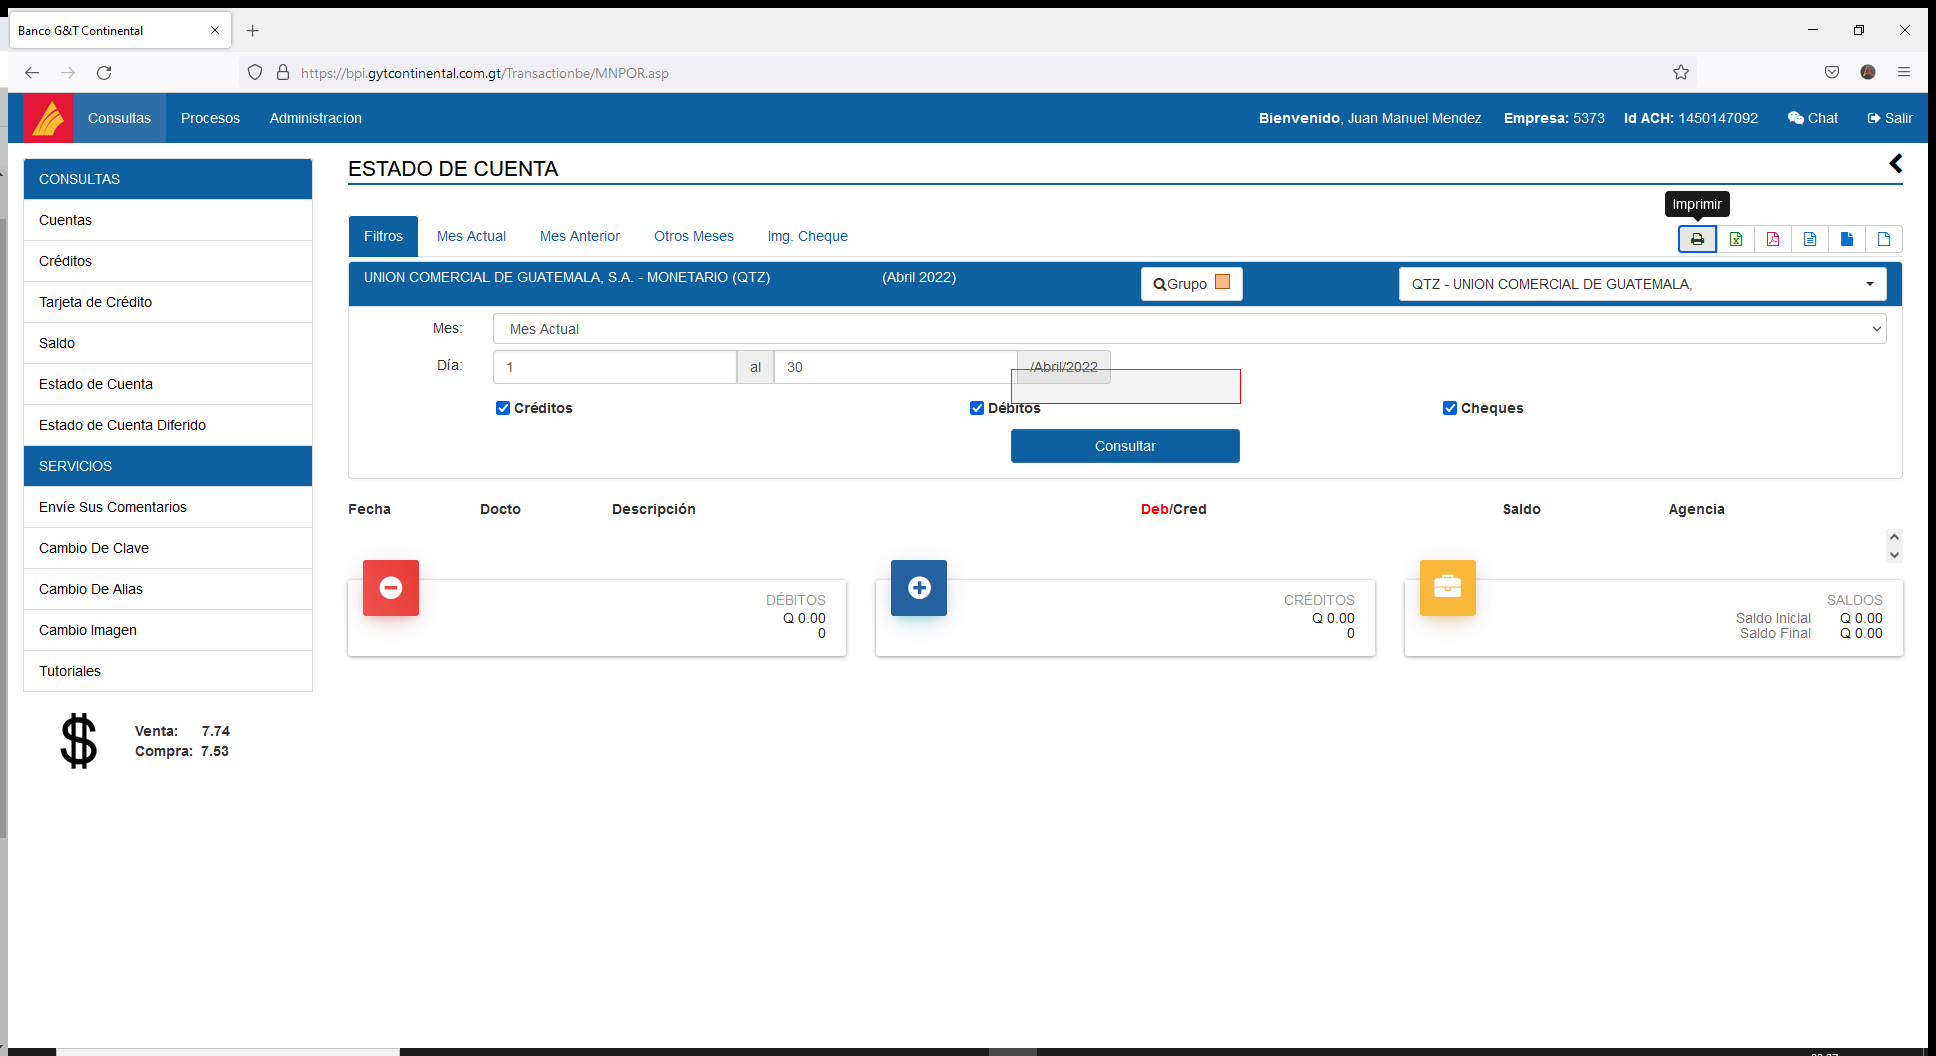 Banco G&T Continental
https://bpi.gytcontinental.com.gt/Transactionbe/MNPOR.asp
Consultas Procesos Administracion Bienvenido, Juan Manuel Mendez Empresa: 5373 Id ACH: 1450147092 Chat Salir
CONSULTAS
Cuentas
Créditos
Tarjeta de Crédito
Saldo
Estado de Cuenta
Estado de Cuenta Diferido
SERVICIOS
Envíe Sus Comentarios
Cambio De Clave
Cambio De Alias
Cambio Imagen
Tutoriales
Venta: 7.74
Compra: 7.53
ESTADO DE CUENTA
Imprimir
Filtros Mes Actual Mes Anterior Otros Meses Img. Cheque
UNION COMERCIAL DE GUATEMALA, S.A. - MONETARIO (QTZ) (Abril 2022) Grupo QTZ - UNION COMERCIAL DE GUATEMALA,
Mes: Mes Actual
Día: 1 al 30 /Abril/2022
Créditos Débitos Cheques
Consultar
Fecha Docto Descripción Deb/Cred Saldo Agencia
DÉBITOS
Q 0.00
0
CRÉDITOS
Q 0.00
0
SALDOS
Saldo Inicial Q 0.00
Saldo Final Q 0.00